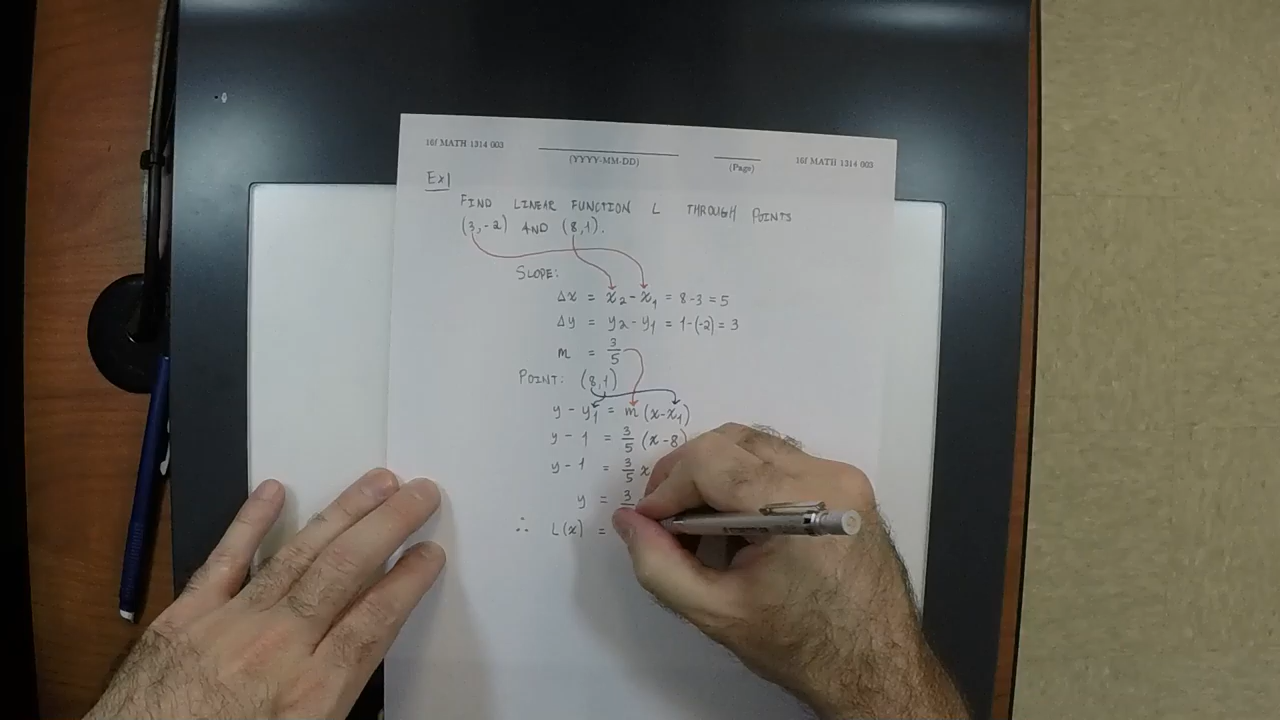 16f MATH 1314 003
(YYYY-MM-DD)
(Page)
16f MATH 1314 003
Ex1
FIND LINEAR FUNCTION L THROUGH POINTS
(3,-2) AND (8,1).
SLOPE:
Δx = x₂ - x₁ = 8-3 = 5
Δy = y₂ - y₁ = 1-(-2) = 3
m = 3/5
POINT: (8,1)
y - y₁ = m (x-x₁)
y - 1 = 3/5 (x-8)
y - 1 = 3/5 x
y = 3
∴ L(x) =